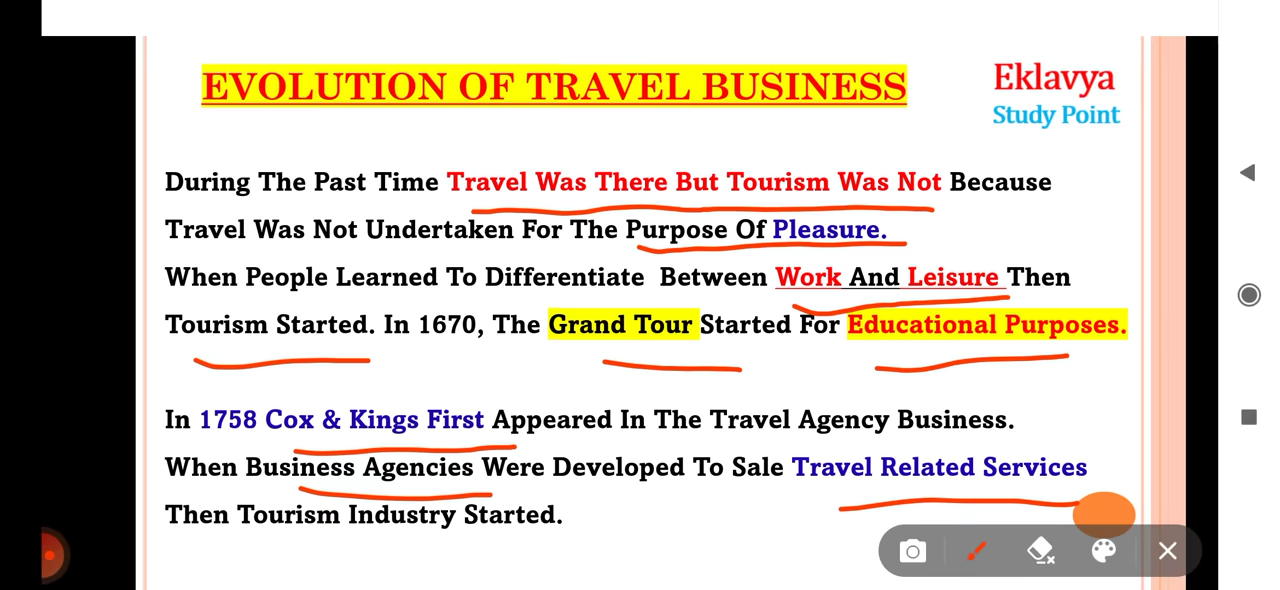 EVOLUTION OF TRAVEL BUSINESS
Eklavya
Study Point
During The Past Time Travel Was There But Tourism Was Not Because
Travel Was Not Undertaken For The Purpose Of Pleasure.
When People Learned To Differentiate Between Work And Leisure Then
Tourism Started. In 1670, The Grand Tour Started For Educational Purposes.
In 1758 Cox & Kings First Appeared In The Travel Agency Business.
When Business Agencies Were Developed To Sale Travel Related Services
Then Tourism Industry Started.